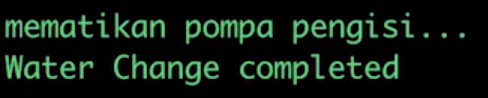 mematikan pompa pengisi...
Water Change completed